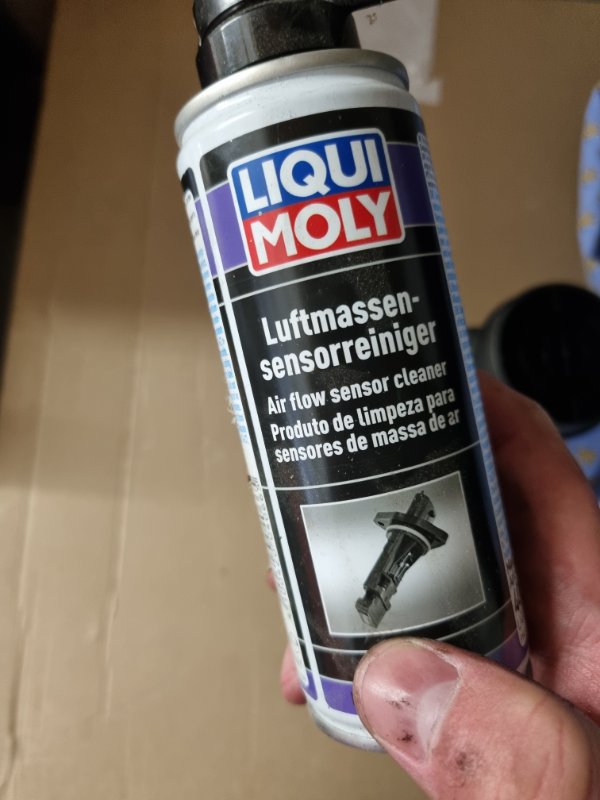 LIQUI
MOLY
Luftmassen-
sensorreiniger
Air flow sensor cleaner
Produto de limpeza para
sensores de massa de ar